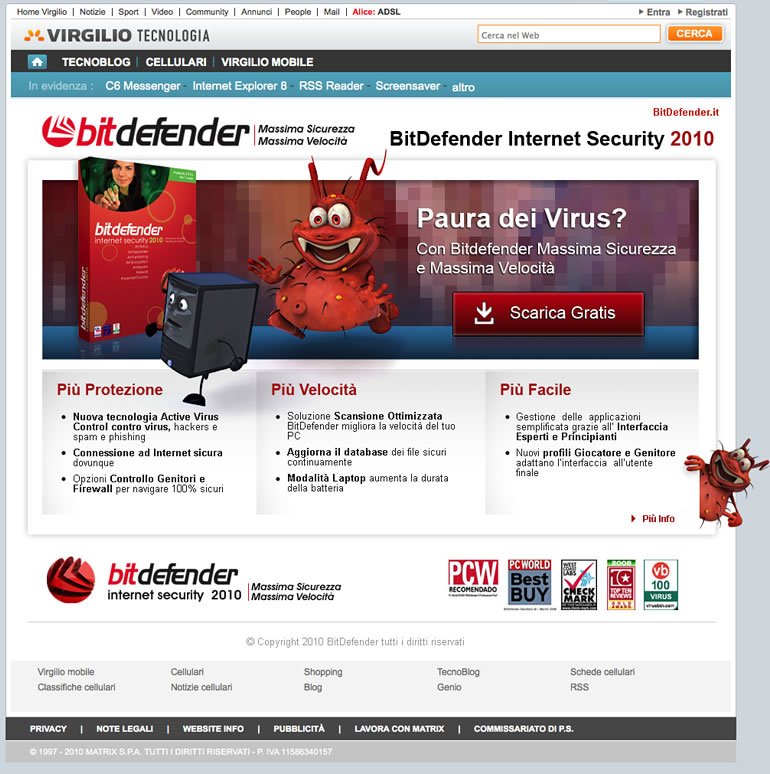 Home Virgilio | Notizie | Sport | Video | Community | Annunci | People | Mail | Alice: ADSL
Entra Registrati
VIRGILIO TECNOLOGIA
Cerca nel Web CERCA
TECNOBLOG | CELLULARI | VIRGILIO MOBILE
In evidenza : C6 Messenger - Internet Explorer 8 - RSS Reader - Screensaver - altro
BitDefender.it
bitdefender
Massima Sicurezza
Massima Velocità
BitDefender Internet Security 2010
bitdefender
internet security 2010
bitdefender
Paura dei Virus?
Con Bitdefender Massima Sicurezza
e Massima Velocità
Scarica Gratis
Più Protezione
Nuova tecnologia Active Virus
Control contro virus, hackers e
spam e phishing
Connessione ad Internet sicura
dovunque
Opzioni Controllo Genitori e
Firewall per navigare 100% sicuri
Più Velocità
Soluzione Scansione Ottimizzata
BitDefender migliora la velocitá del tuo
PC
Aggiorna il database dei file sicuri
continuamente
Modalità Laptop aumenta la durata
della batteria
Più Facile
Gestione delle applicazioni
semplificata grazie all' Interfaccia
Esperti e Principianti
Nuovi profili Giocatore e Genitore
adattano l'interfaccia all'utente
finale
Più Info
bitdefender
internet security 2010
Massima Sicurezza
Massima Velocità
PCW
RECOMENDADO
PC WORLD
Best
BUY
WEST COAST
LABS
CHECK
MARK
2008
TOP TEN
REVIEWS
GOLD
AWARD
vb
100
VIRUS
virusbtn.com
© Copyright 2010 BitDefender tutti i diritti riservati
Virgilio mobile Cellulari Shopping TecnoBlog Schede cellulari
Classifiche cellulari Notizie cellulari Blog Genio RSS
PRIVACY | NOTE LEGALI | WEBSITE INFO | PUBBLICITÀ | LAVORA CON MATRIX | COMMISSARIATO DI P.S.
© 1997 - 2010 MATRIX S.P.A. TUTTI I DIRITTI RISERVATI - P. IVA 11586340157